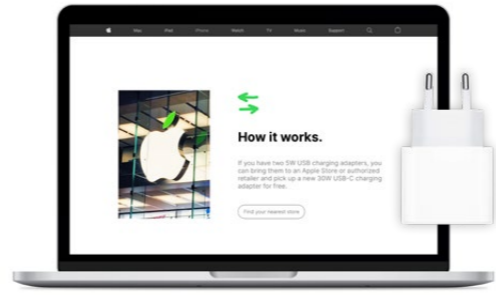 Mac iPad iPhone Watch TV Music Support
How it works.
If you have two 5W USB charging adapters, you
can bring them to an Apple Store or authorized
retailer and pick up a new 30W USB-C charging
adapter for free.
Find your nearest store